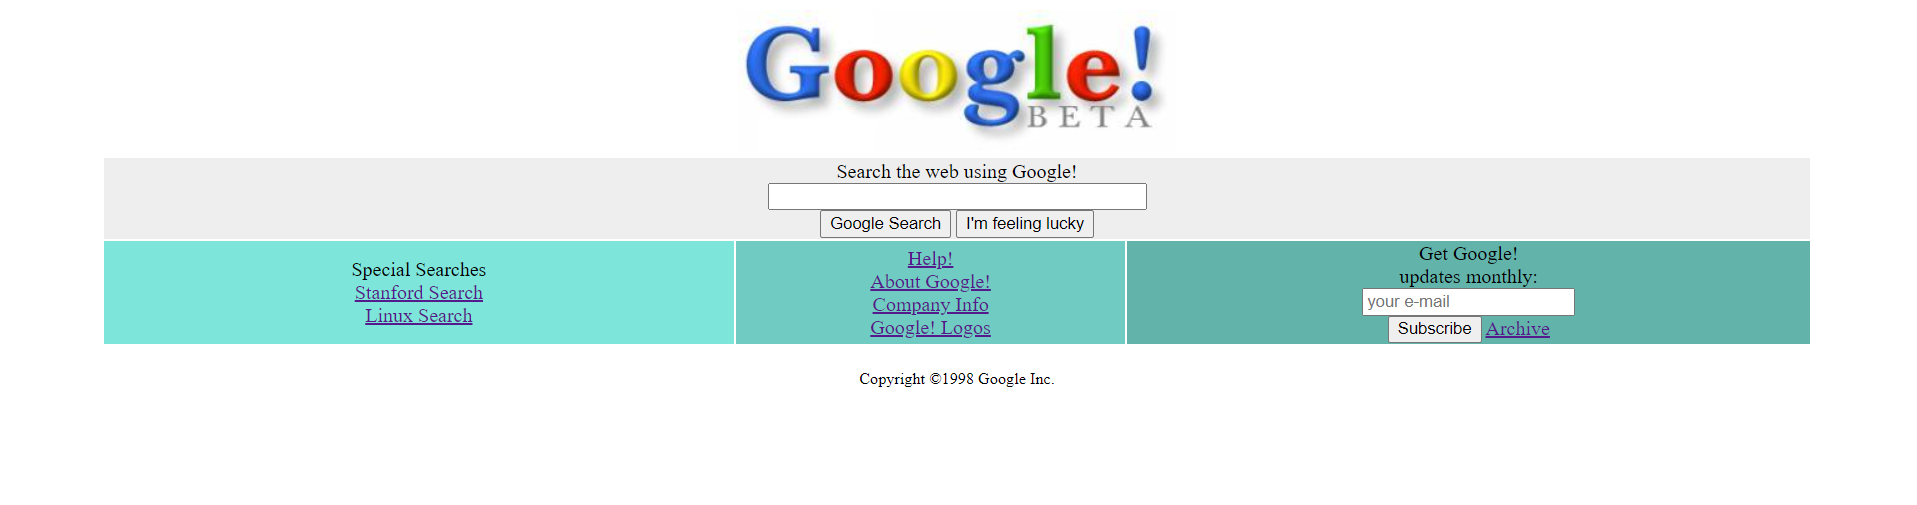 Google!
BETA
Search the web using Google!
Google Search I'm feeling lucky
Special Searches
Stanford Search
Linux Search
Help!
About Google!
Company Info
Google! Logos
Get Google!
updates monthly:
your e-mail
Subscribe Archive
Copyright ©1998 Google Inc.